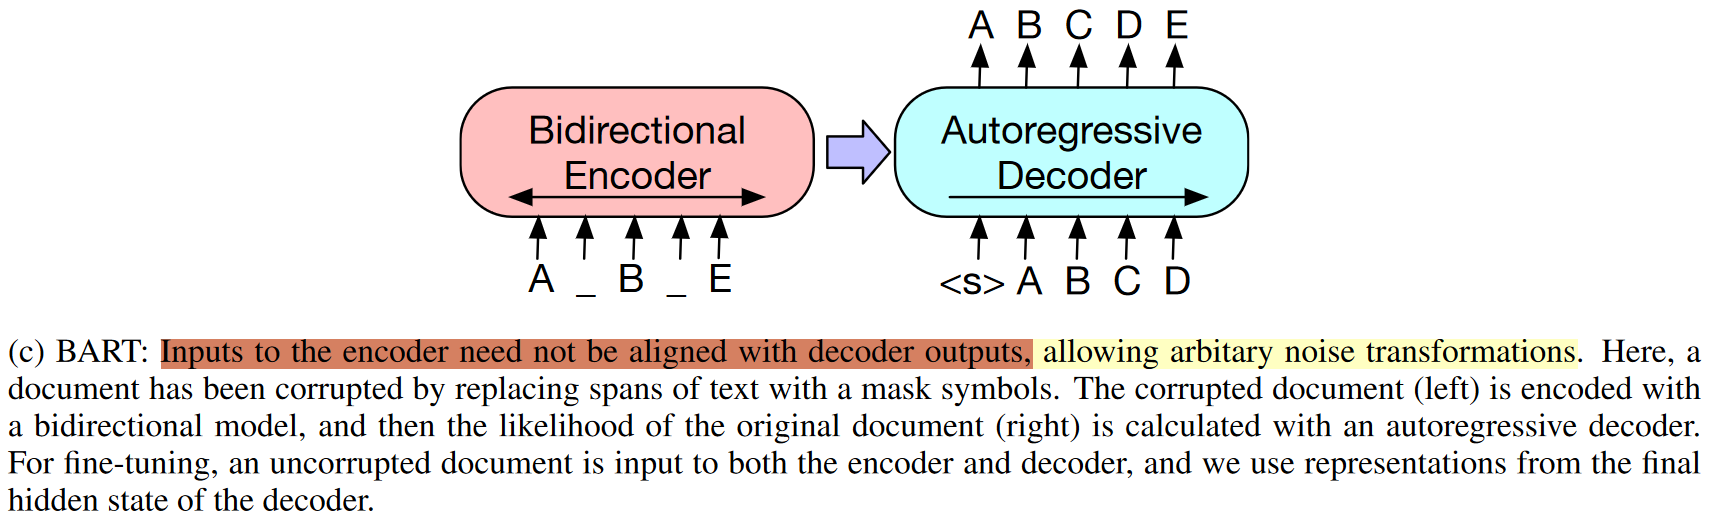 A B C D E
Bidirectional Autoregressive
Encoder Decoder
A _ B _ E <s> A B C D
(c) BART: Inputs to the encoder need not be aligned with decoder outputs, allowing arbitary noise transformations. Here, a
document has been corrupted by replacing spans of text with a mask symbols. The corrupted document (left) is encoded with
a bidirectional model, and then the likelihood of the original document (right) is calculated with an autoregressive decoder.
For fine-tuning, an uncorrupted document is input to both the encoder and decoder, and we use representations from the final
hidden state of the decoder.